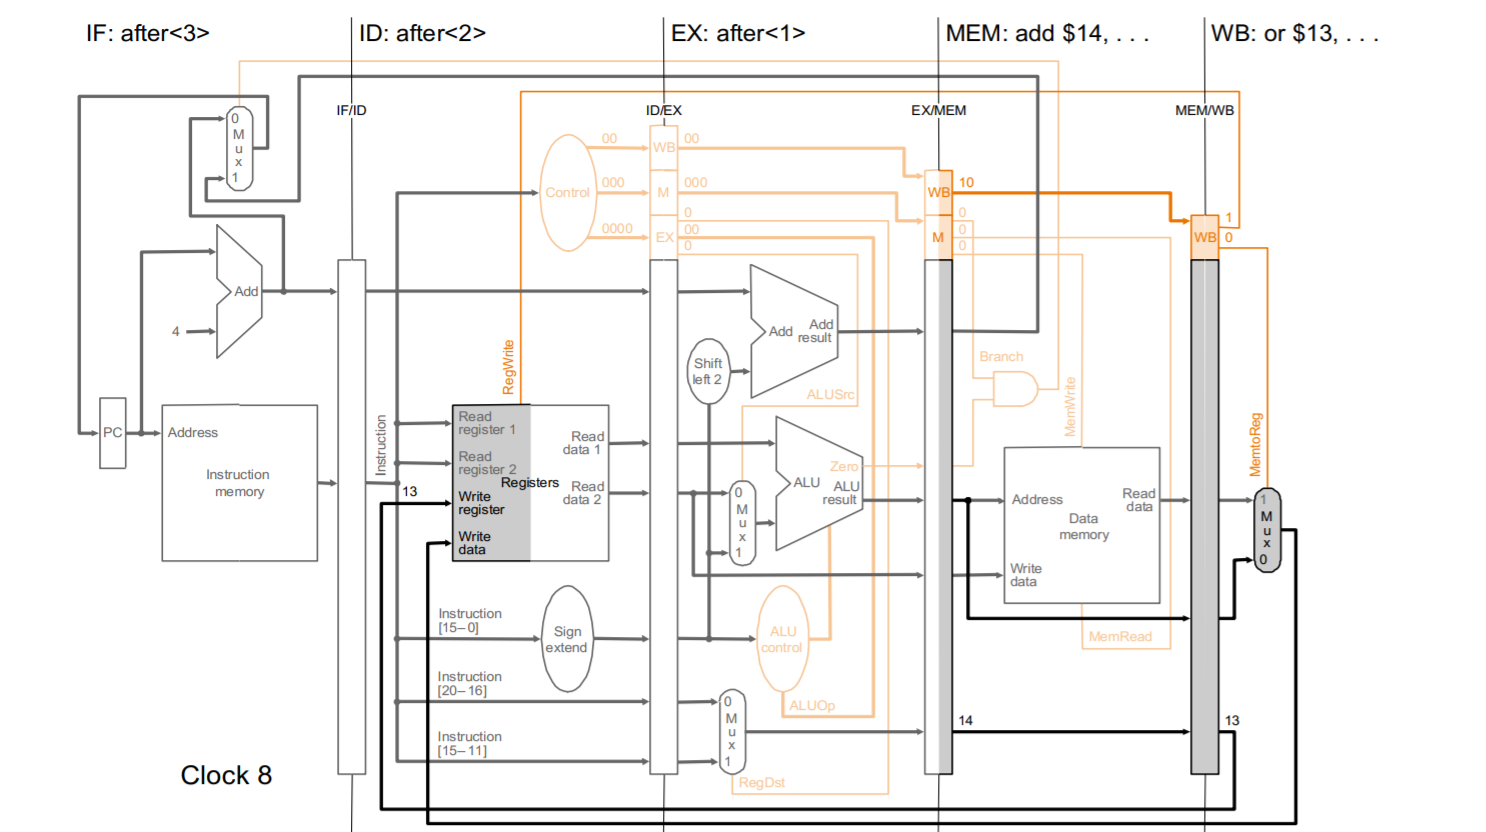 IF: after<3>
ID: after<2>
EX: after<1>
MEM: add $14, . . .
WB: or $13, . . .
IF/ID
ID/EX
EX/MEM
MEM/WB
0
M
u
x
1
Control
00
000
0000
WB
M
EX
00
000
0
00
0
WB
M
10
0
0
0
WB
1
0
Add
4
PC
Address
Instruction
memory
Instruction
RegWrite
13
Read
register 1
Read
register 2
Write
register
Write
data
Registers
Read
data 1
Read
data 2
Shift
left 2
Add
Add
result
ALUSrc
0
M
u
x
1
ALU
Zero
ALU
result
Branch
MemWrite
Address
Read
data
Data
memory
Write
data
MemRead
MemtoReg
1
M
u
x
0
Instruction
[15–0]
Sign
extend
ALU
control
ALUOp
Instruction
[20–16]
Instruction
[15–11]
0
M
u
x
1
RegDst
14
13
Clock 8